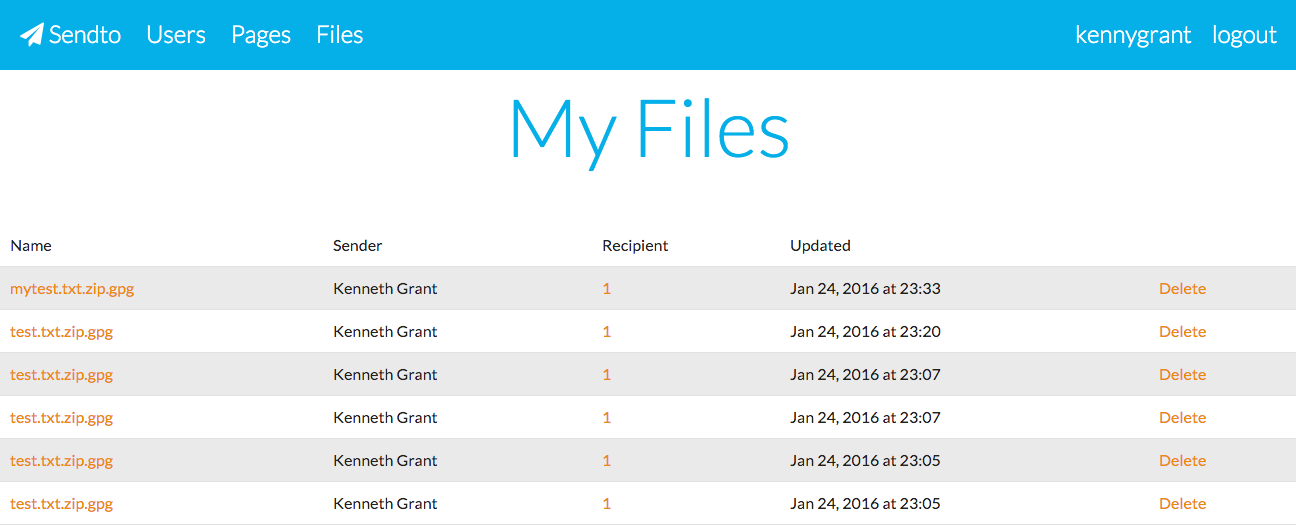 Sendto Users Pages Files kennygrant logout
My Files
Name Sender Recipient Updated
mytest.txt.zip.gpg Kenneth Grant 1 Jan 24, 2016 at 23:33 Delete
test.txt.zip.gpg Kenneth Grant 1 Jan 24, 2016 at 23:20 Delete
test.txt.zip.gpg Kenneth Grant 1 Jan 24, 2016 at 23:07 Delete
test.txt.zip.gpg Kenneth Grant 1 Jan 24, 2016 at 23:07 Delete
test.txt.zip.gpg Kenneth Grant 1 Jan 24, 2016 at 23:05 Delete
test.txt.zip.gpg Kenneth Grant 1 Jan 24, 2016 at 23:05 Delete